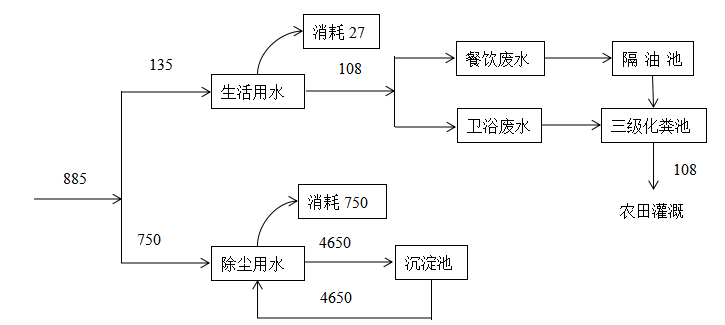 消耗 27
135
生活用水
108
餐饮废水
隔 油 池
卫浴废水
三级化粪池
885
108
农田灌溉
消耗 750
750
除尘用水
4650
沉淀池
4650